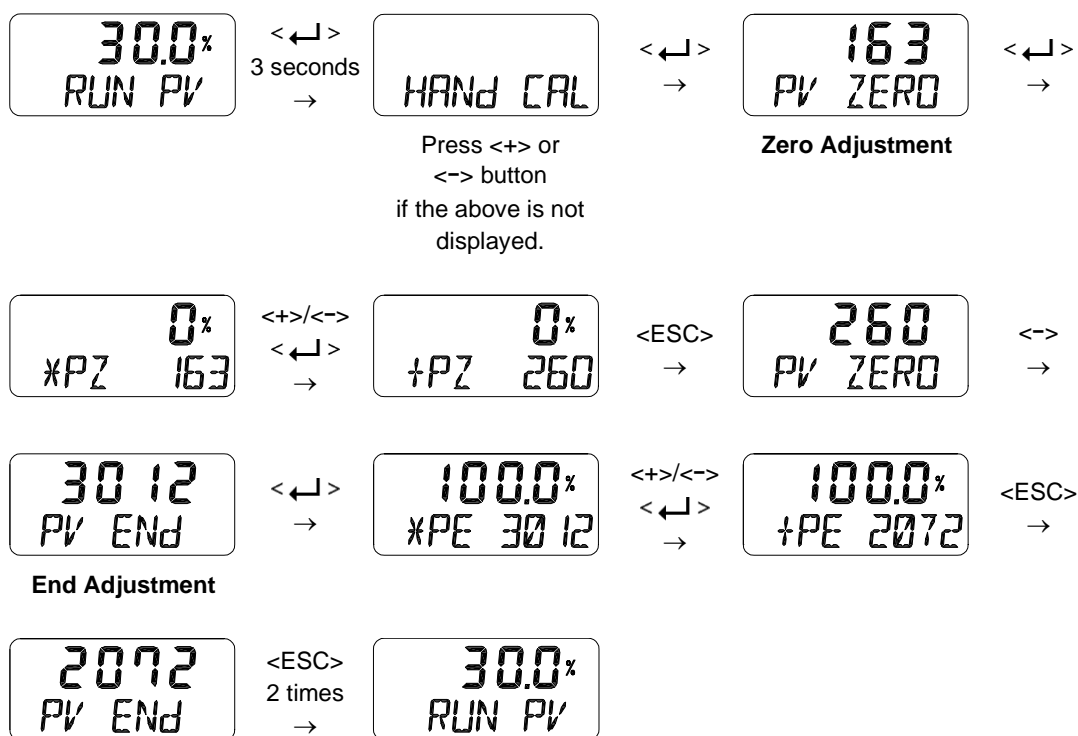 30.0%
RUN PV
<↵>
3 seconds
→
HANd CAL
Press <+> or
<-> button
if the above is not
displayed.
<↵>
→
163
PV ZERO
Zero Adjustment
<↵>
→
0%
*PZ 163
<+>/<->
<↵>
→
0%
+PZ 260
<ESC>
→
260
PV ZERO
<->
→
3012
PV ENd
End Adjustment
<↵>
→
100.0%
*PE 3012
<+>/<->
<↵>
→
100.0%
+PE 2072
<ESC>
→
2072
PV ENd
<ESC>
2 times
→
30.0%
RUN PV